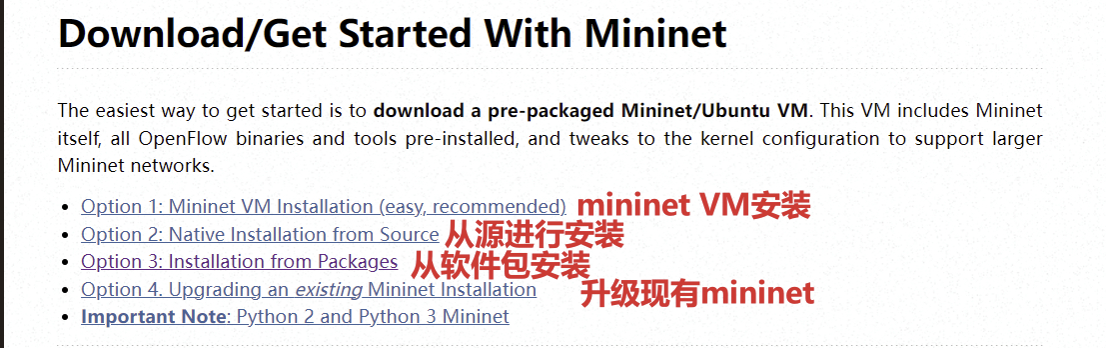 Download/Get Started With Mininet
The easiest way to get started is to download a pre-packaged Mininet/Ubuntu VM. This VM includes Mininet
itself, all OpenFlow binaries and tools pre-installed, and tweaks to the kernel configuration to support larger
Mininet networks.
Option 1: Mininet VM Installation (easy, recommended) mininet VM安装
Option 2: Native Installation from Source 从源进行安装
Option 3: Installation from Packages 从软件包安装
Option 4. Upgrading an existing Mininet Installation 升级现有mininet
Important Note: Python 2 and Python 3 Mininet